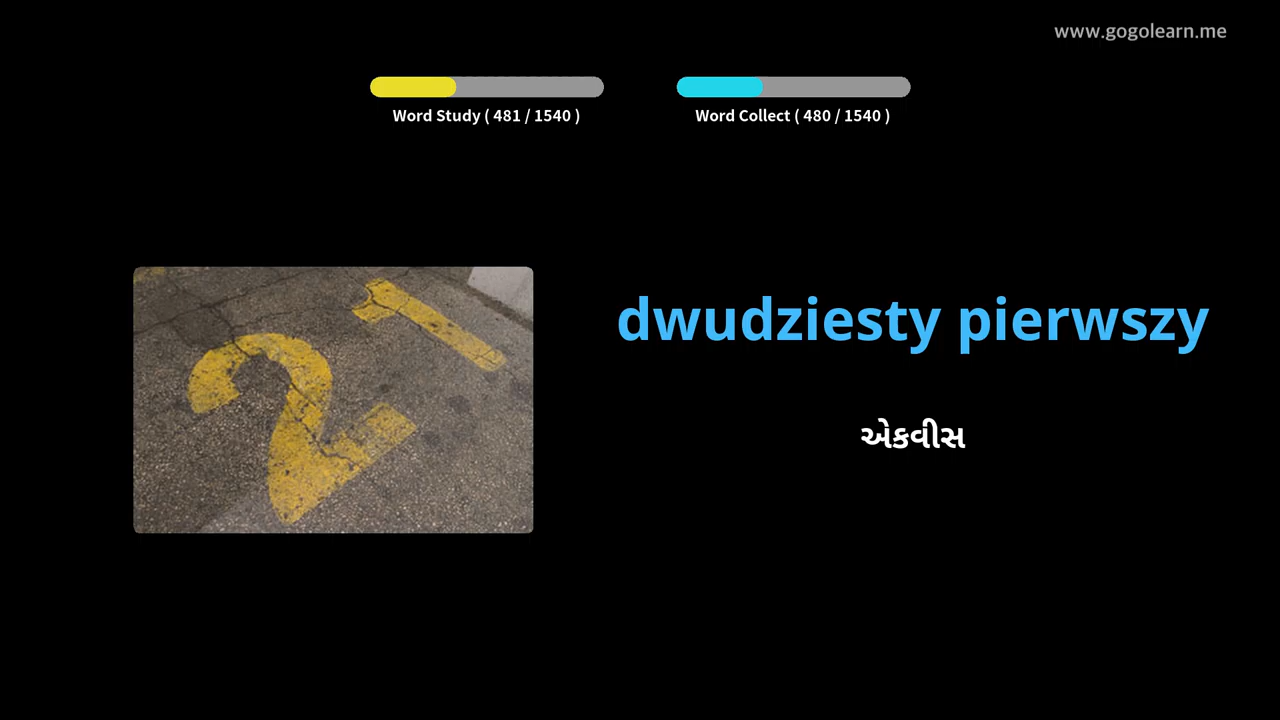 www.gogolearn.me
Word Study ( 481 / 1540 )
Word Collect ( 480 / 1540 )
21
dwudziesty pierwszy
એકવીસ